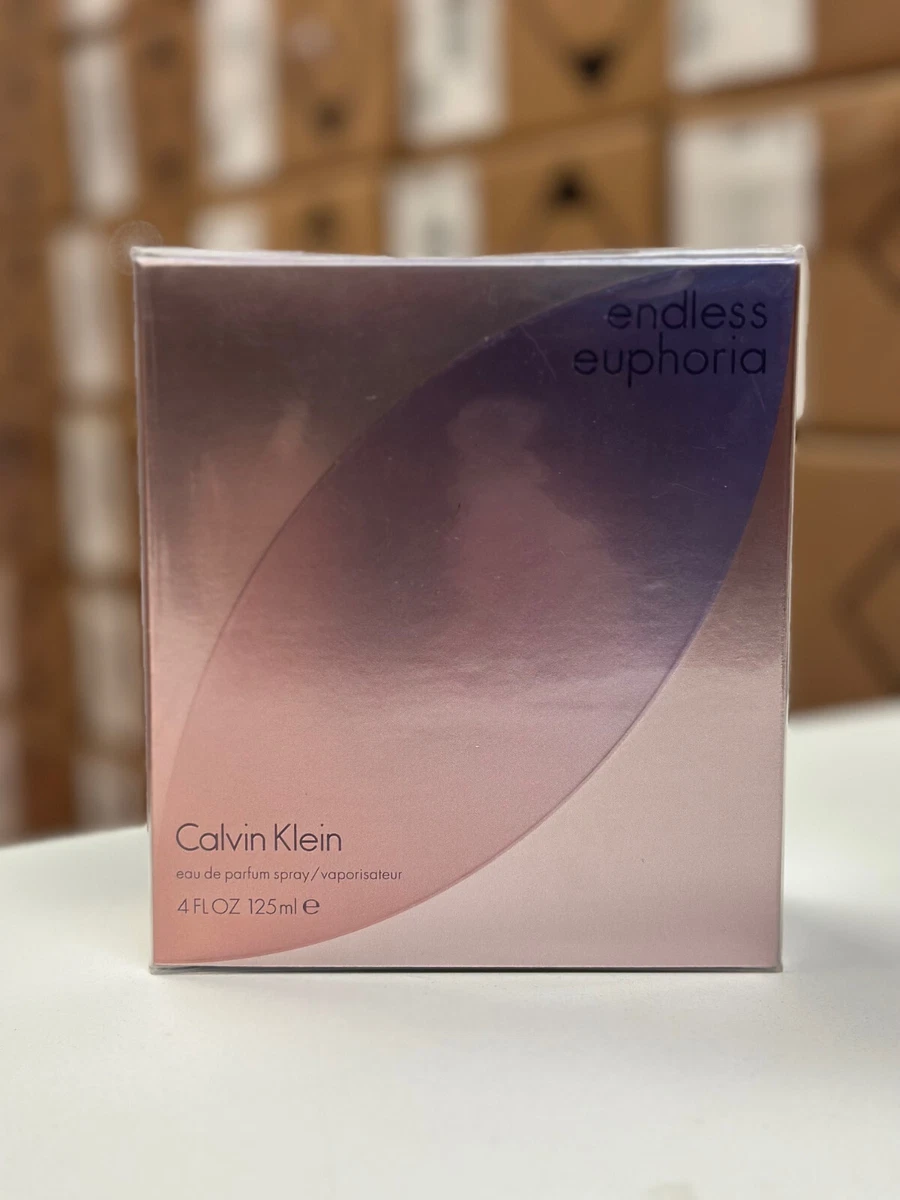 endless
euphoria
Calvin Klein
eau de parfum spray/vaporisateur
4 FL OZ 125ml ℮